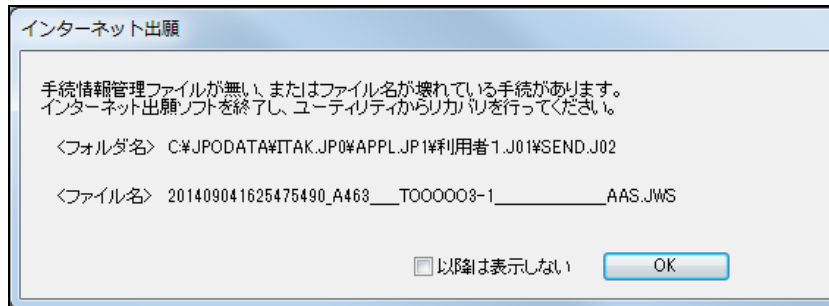 インターネット出願
手続情報管理ファイルが無い、またはファイル名が壊れている手続があります。
インターネット出願ソフトを終了し、ユーティリティからリカバリを行ってください。
<フォルダ名> C:¥JPODATA¥ITAK.JP0¥APPL.JP1¥利用者1.J01¥SEND.J02
<ファイル名> 201409041625475490_A463___TOOOOO3-1__________AAS.JWS
以降は表示しない
OK